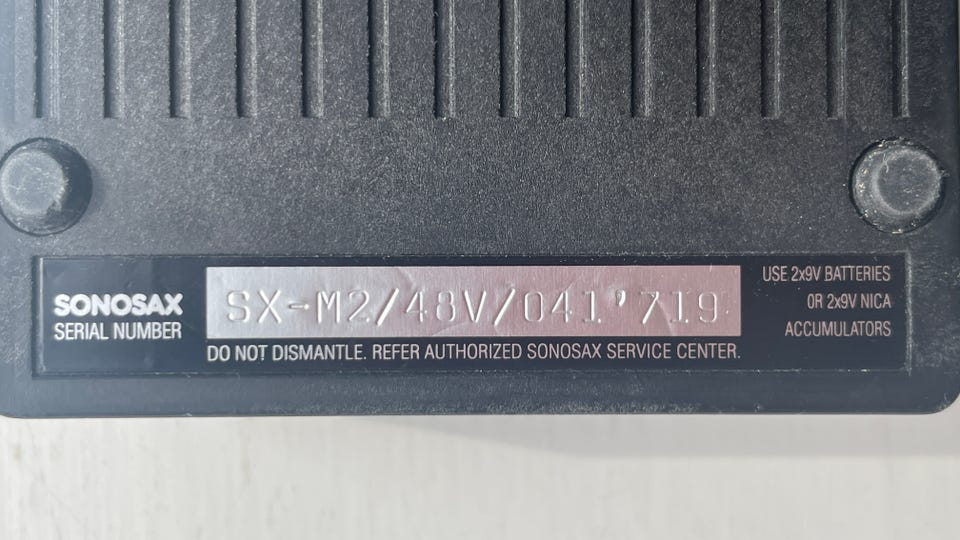 SONOSAX
SERIAL NUMBER
SX-M2/48V/041'719
DO NOT DISMANTLE. REFER AUTHORIZED SONOSAX SERVICE CENTER.
USE 2x9V BATTERIES
OR 2x9V NICA
ACCUMULATORS